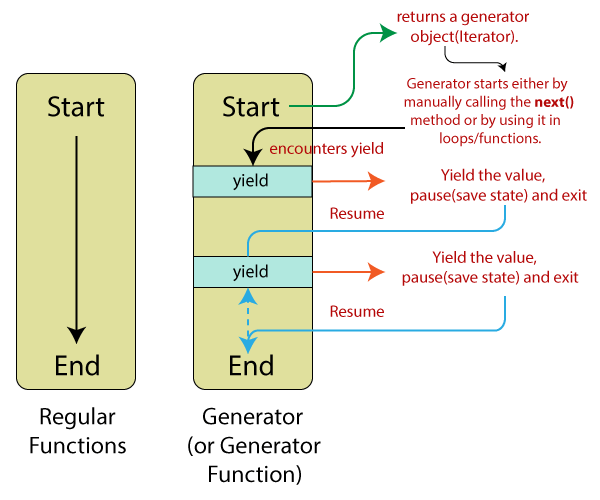 returns a generator
object(Iterator).
Start
Start
Generator starts either by
manually calling the next()
method or by using it in
loops/functions.
encounters yield
yield
Yield the value,
pause(save state) and exit
Resume
yield
Yield the value,
pause(save state) and exit
Resume
End
End
Regular
Functions
Generator
(or Generator
Function)